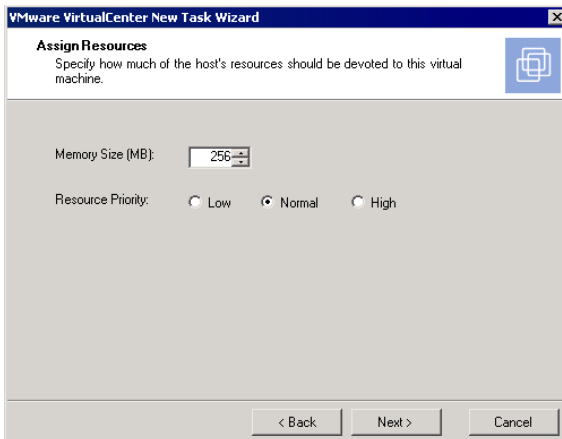 VMware VirtualCenter New Task Wizard
Assign Resources
Specify how much of the host's resources should be devoted to this virtual
machine.
Memory Size (MB): 256
Resource Priority: Low Normal High
< Back Next > Cancel